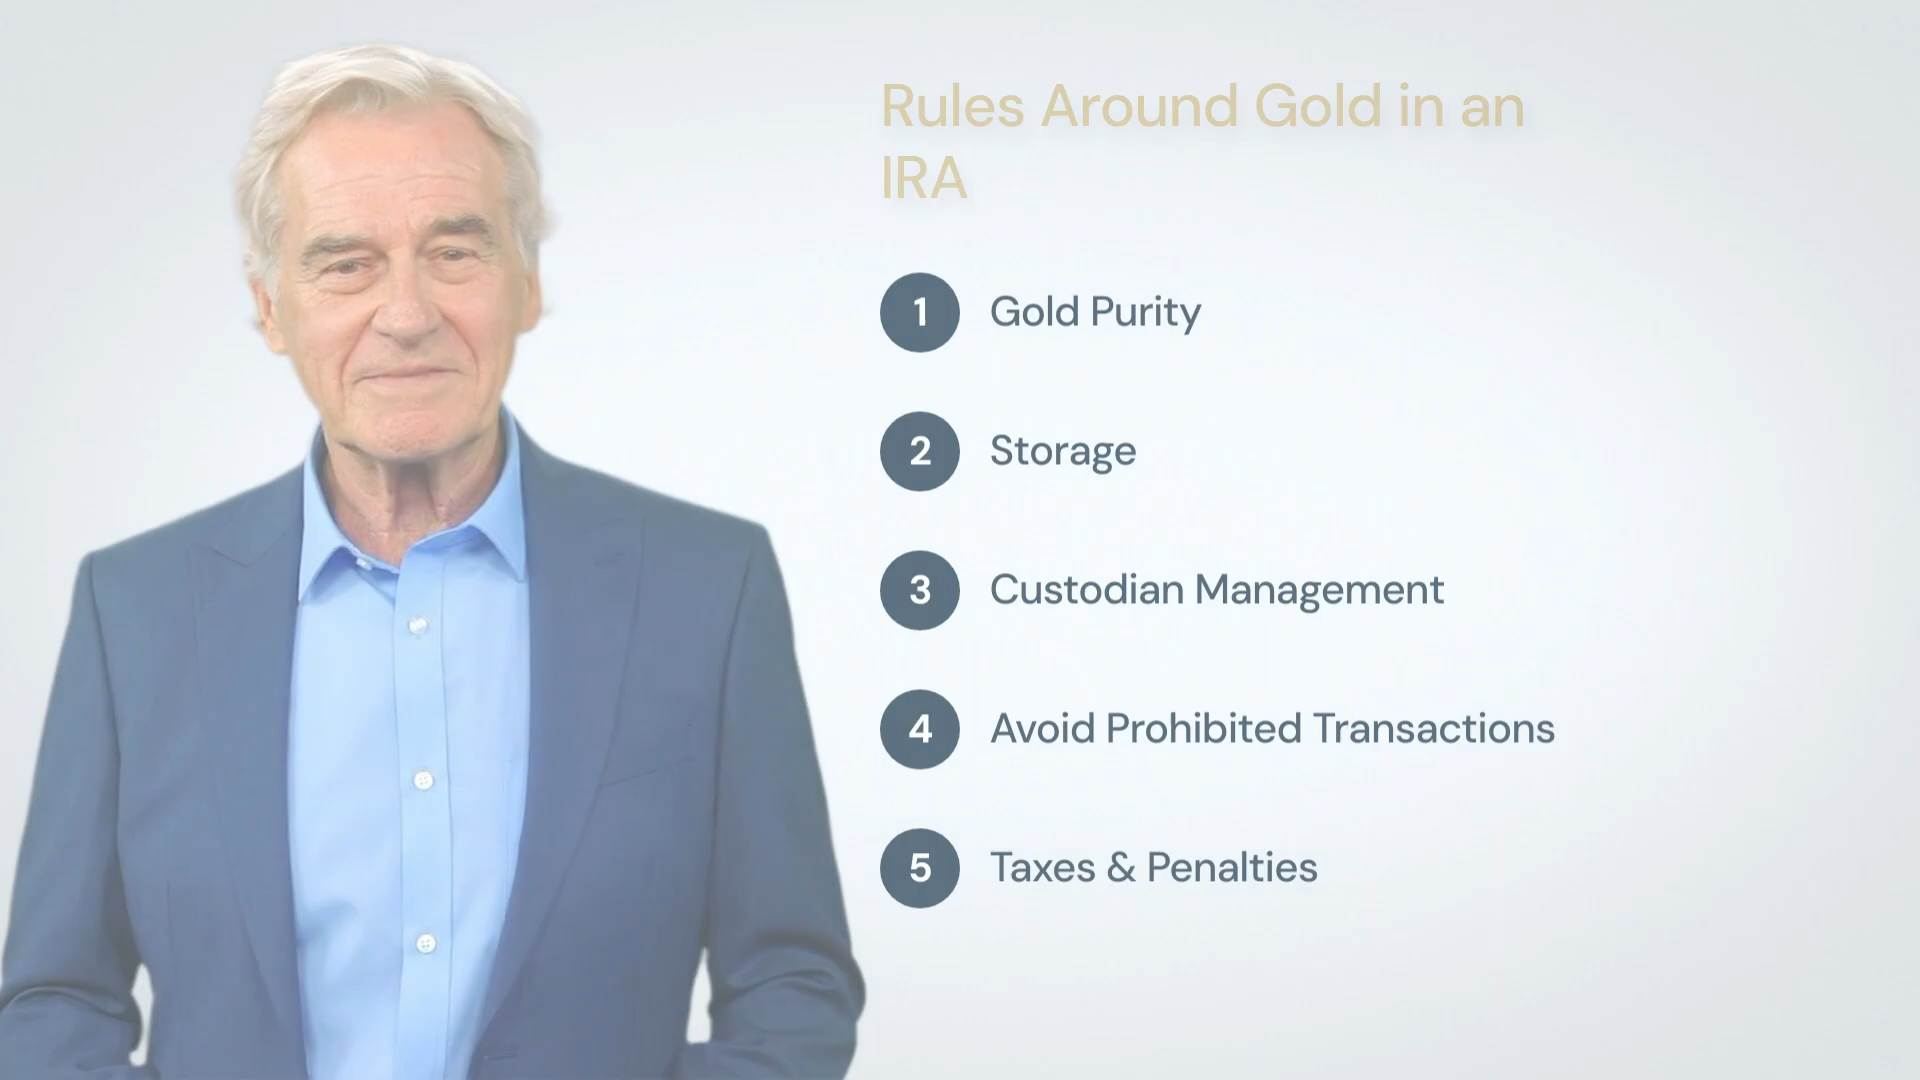 Rules Around Gold in an
IRA
1 Gold Purity
2 Storage
3 Custodian Management
4 Avoid Prohibited Transactions
5 Taxes & Penalties